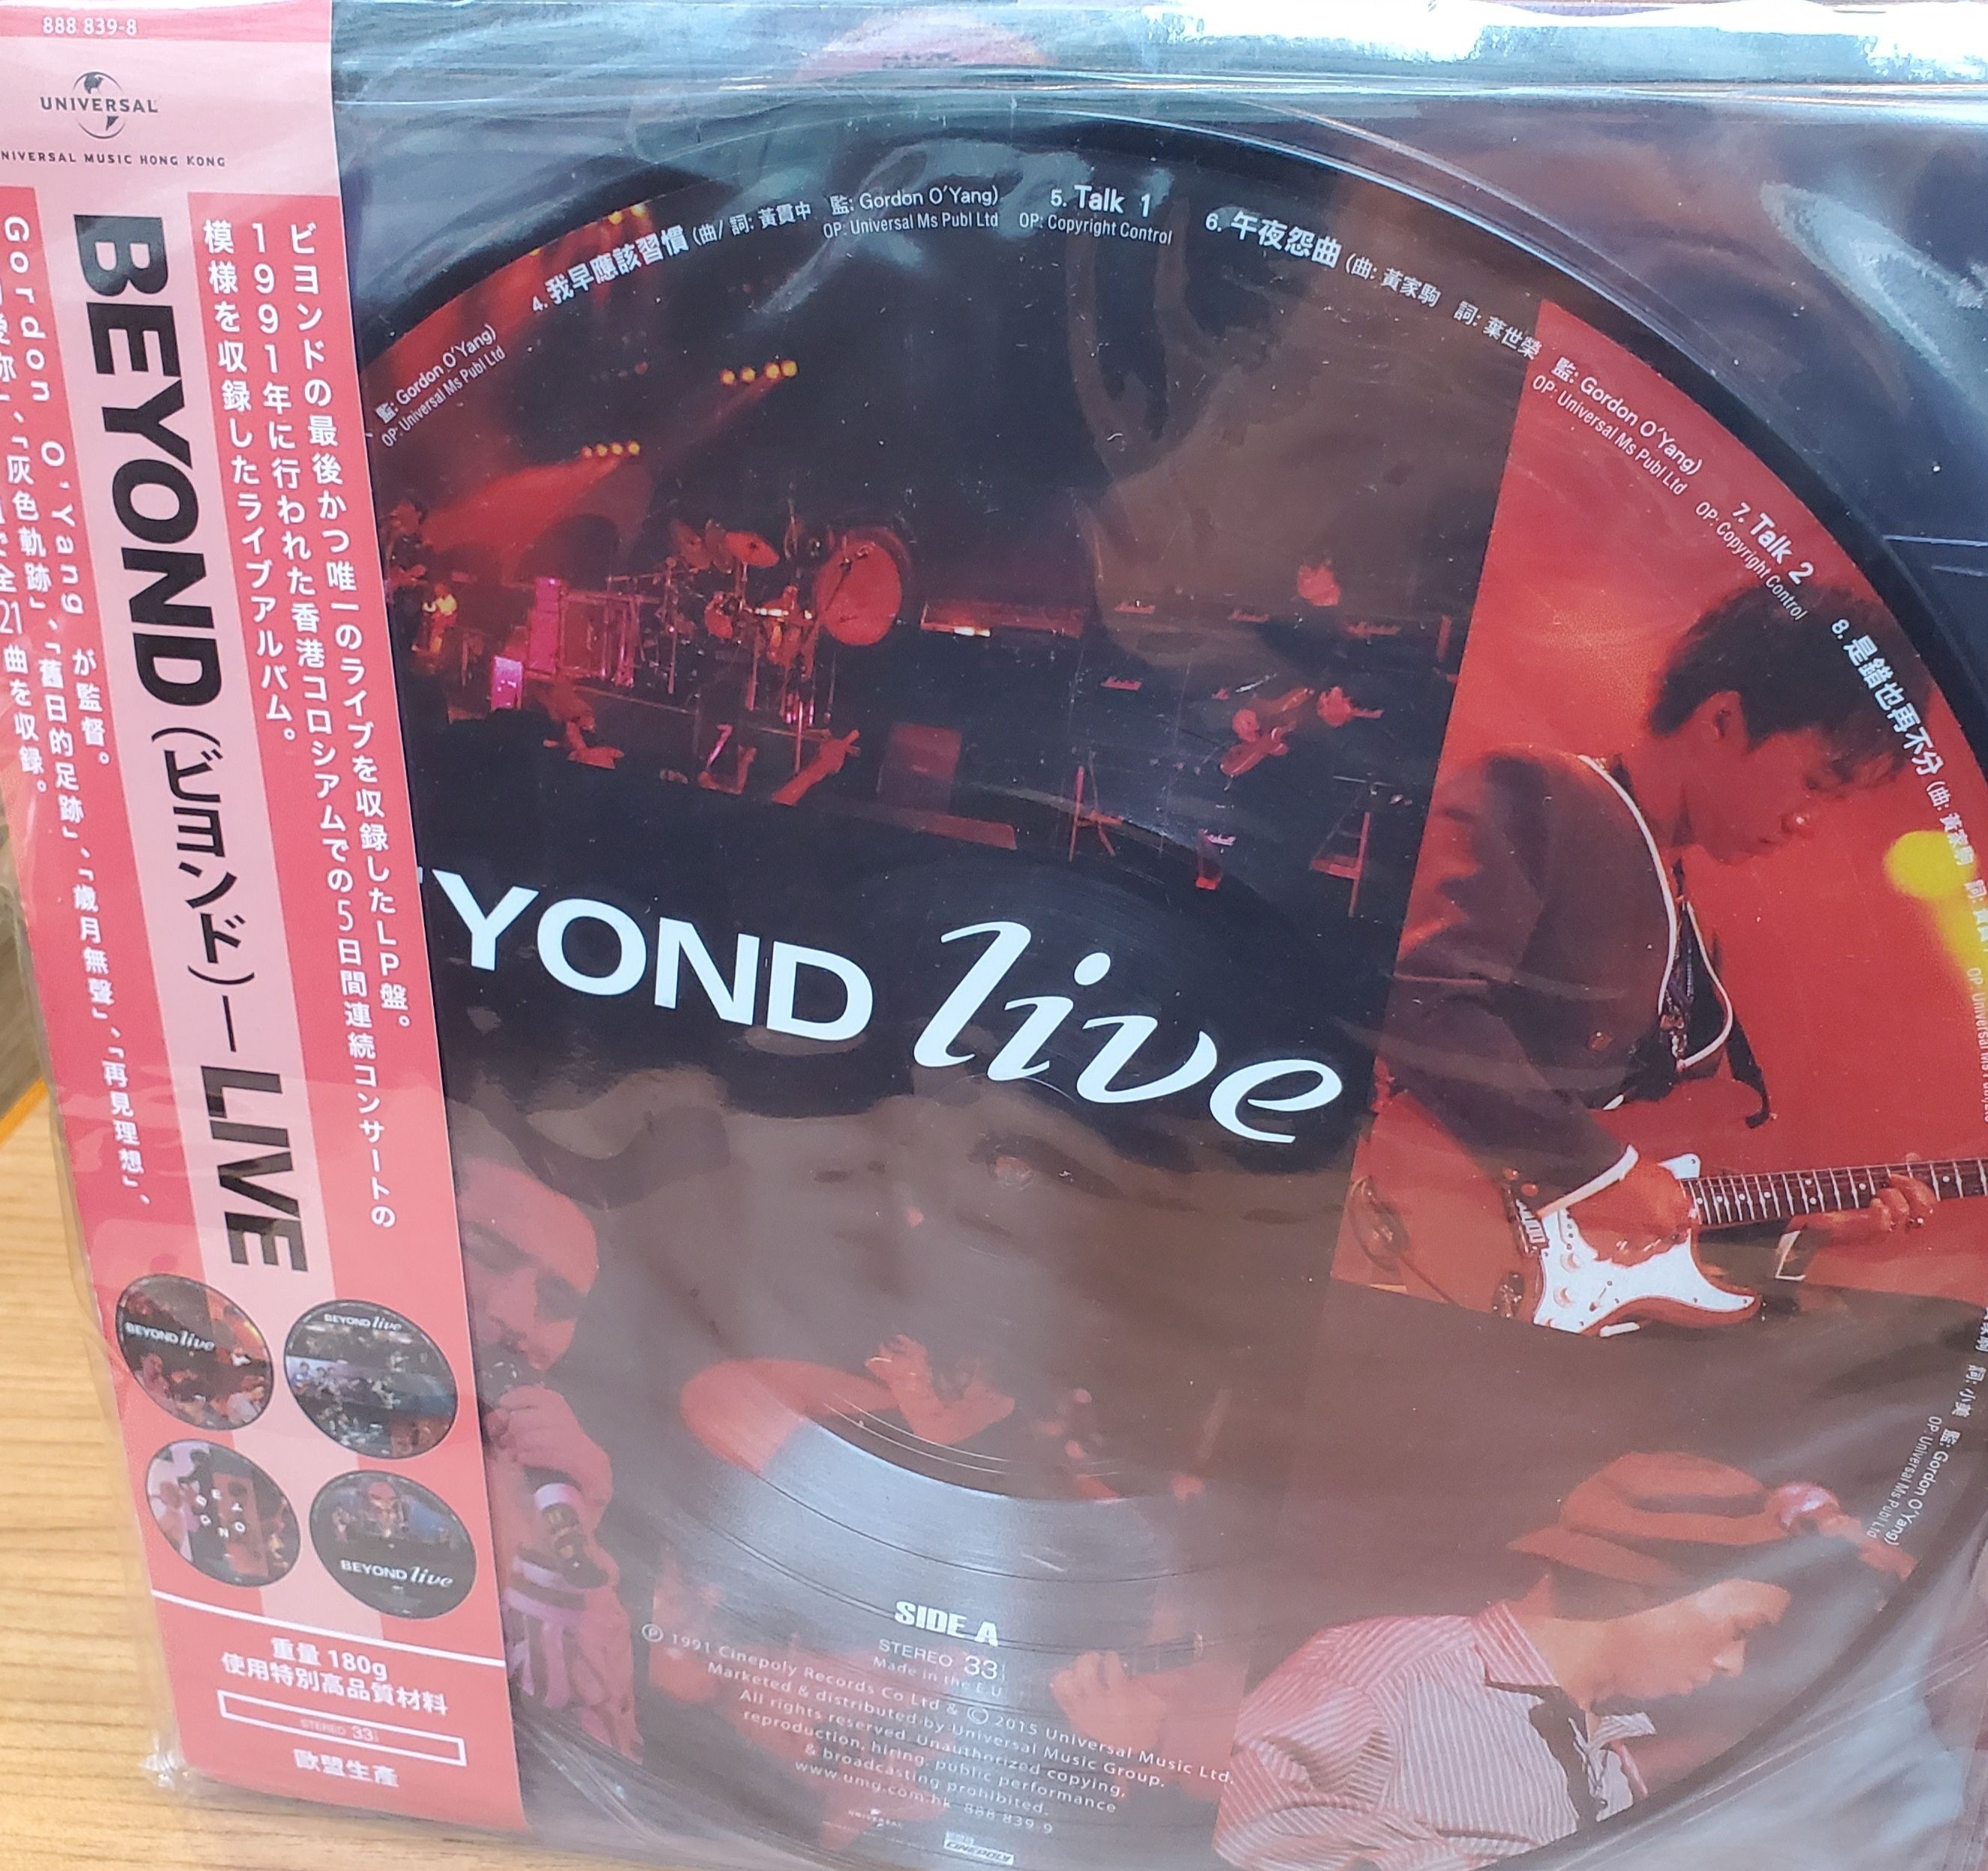 888 839-8
UNIVERSAL
UNIVERSAL MUSIC HONG KONG
ビヨンドの最後かつ唯一のライブを収録したLP盤。
1991年に行われた香港コロシアムでの5日間連続コンサートの
模様を収録したライブアルバム。
BEYOND(ビヨンド)— LIVE
Gordon O'Yang が監督。
「灰色軌跡」、「舊日的足跡」、「歲月無聲」、「再見理想」、
全21曲を収録。
BEYOND live
BEYOND live
BEYOND
BEYOND live
重量 180g
使用特別高品質材料
STEREO 33
歐盟生產
監: Gordon O'Yang)
OP: Universal Ms Publ Ltd
4. 我早應該習慣 (曲/ 詞: 黃貫中 監: Gordon O'Yang)
OP: Universal Ms Publ Ltd
5. Talk 1
OP: Copyright Control
6. 午夜怨曲 (曲: 黃家駒 詞: 葉世榮 監: Gordon O'Yang)
OP: Universal Ms Publ Ltd
7. Talk 2
OP: Copyright Control
8. 是錯也再不分 (曲: 黃家駒
詞: 小美 監: Gordon O'Yang)
OP: Universal Ms Publ Ltd
EYOND live
SIDE A
STEREO 33
Made in the E.U
Ⓟ 1991 Cinepoly Records Co Ltd & © 2015 Universal Music Ltd.
Marketed & distributed by Universal Music Group.
All rights reserved. Unauthorized copying,
reproduction, hiring, public performance
& broadcasting prohibited.
www.umg.com.hk 888 839-9
UNIVERSAL